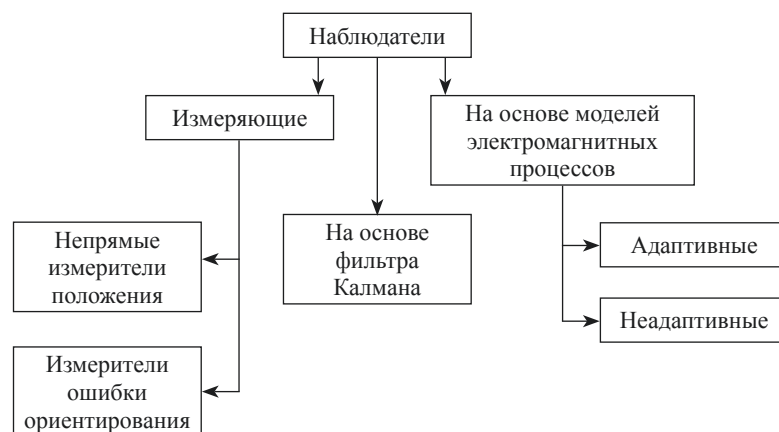 Наблюдатели
Измеряющие
На основе моделей
электромагнитных
процессов
Непрямые
измерители
положения
На основе
фильтра
Калмана
Адаптивные
Неадаптивные
Измерители
ошибки
ориентирования